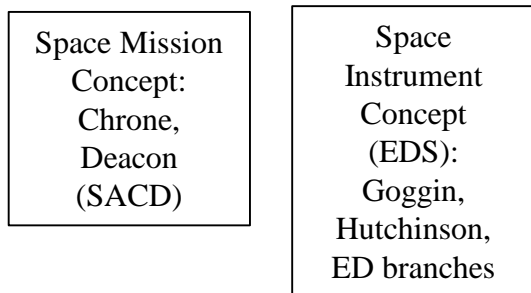 Space Mission
Concept:
Chrone,
Deacon
(SACD)
Space
Instrument
Concept
(EDS):
Goggin,
Hutchinson,
ED branches